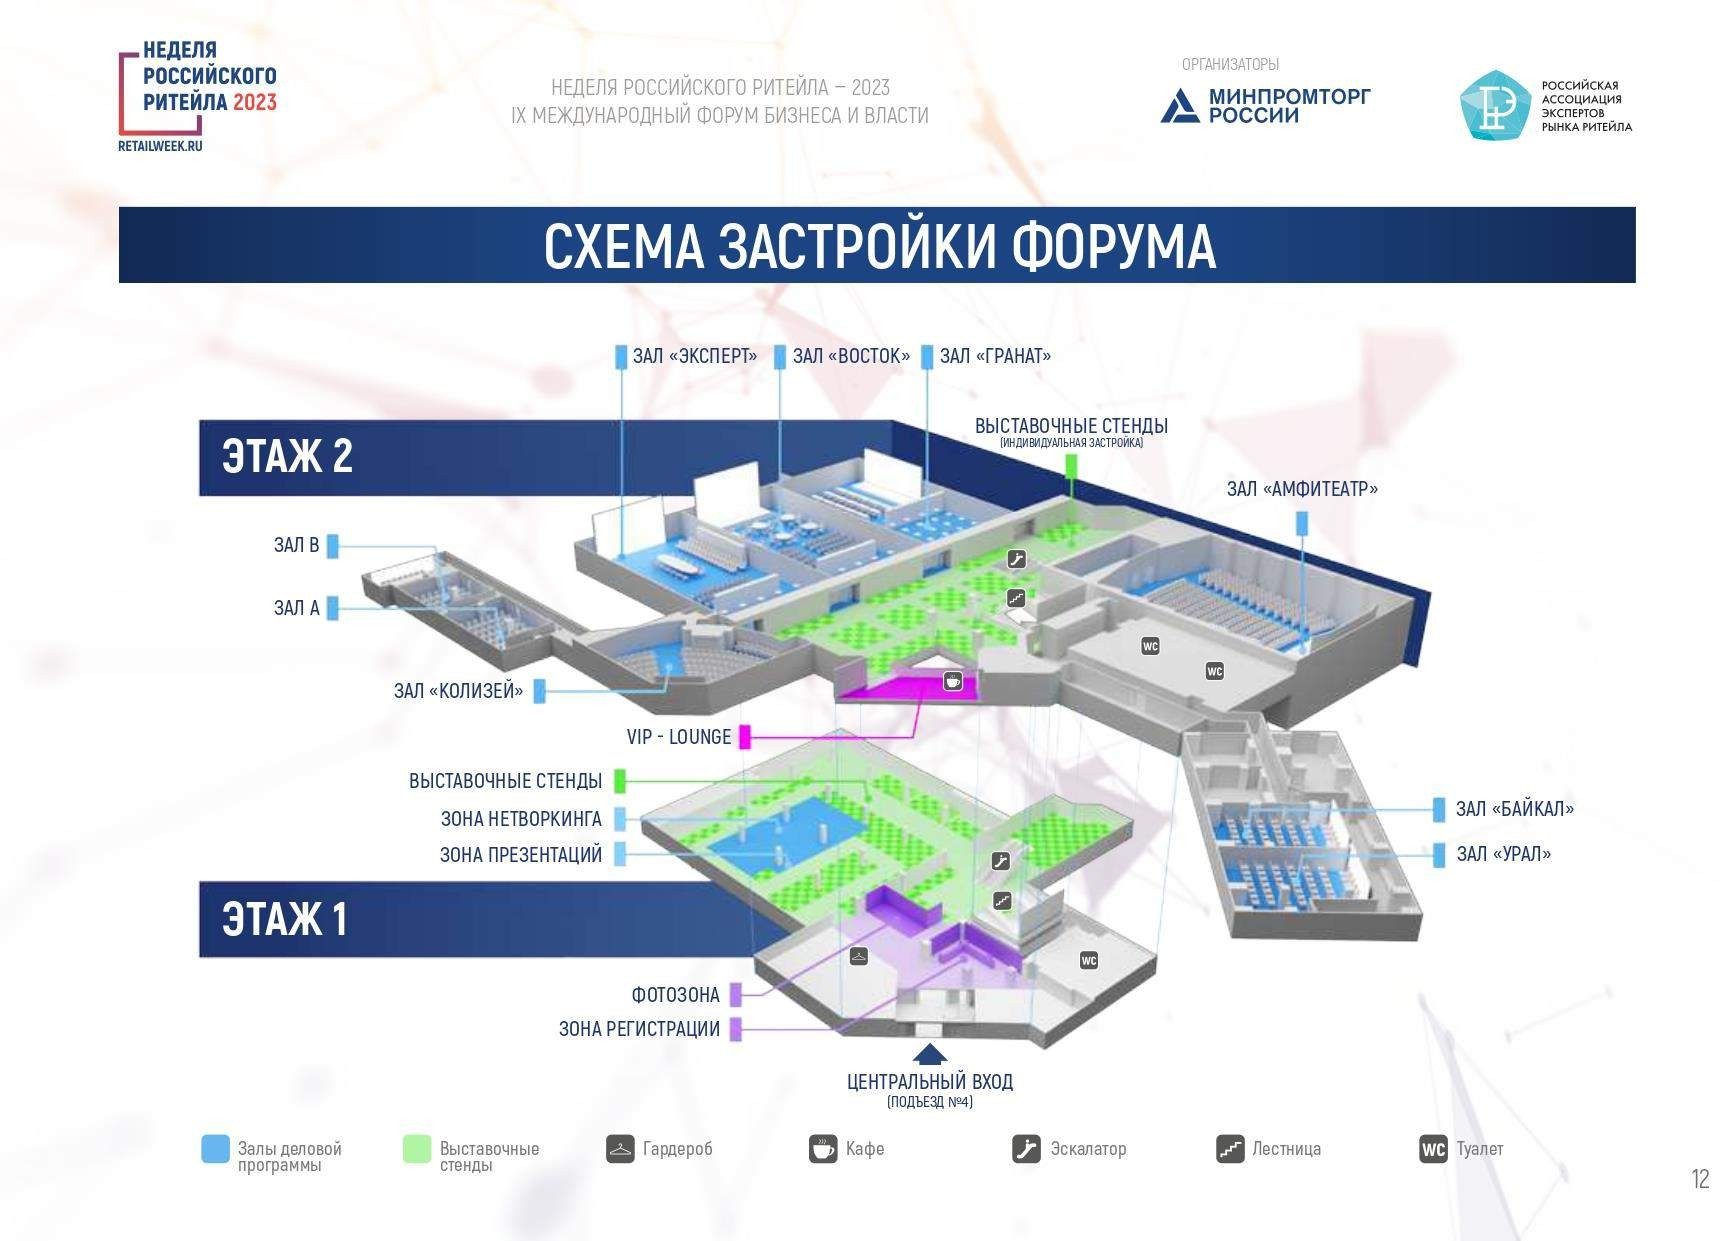 НЕДЕЛЯ
РОССИЙСКОГО
РИТЕЙЛА 2023
RETAILWEEK.RU
НЕДЕЛЯ РОССИЙСКОГО РИТЕЙЛА – 2023
IX МЕЖДУНАРОДНЫЙ ФОРУМ БИЗНЕСА И ВЛАСТИ
ОРГАНИЗАТОРЫ
МИНПРОМТОРГ
РОССИИ
РОССИЙСКАЯ
АССОЦИАЦИЯ
ЭКСПЕРТОВ
РЫНКА РИТЕЙЛА
СХЕМА ЗАСТРОЙКИ ФОРУМА
ЗАЛ «ЭКСПЕРТ»
ЗАЛ «ВОСТОК»
ЗАЛ «ГРАНАТ»
ВЫСТАВОЧНЫЕ СТЕНДЫ
(ИНДИВИДУАЛЬНАЯ ЗАСТРОЙКА)
ЭТАЖ 2
ЗАЛ «АМФИТЕАТР»
ЗАЛ B
ЗАЛ А
WC
WC
ЗАЛ «КОЛИЗЕЙ»
VIP - LOUNGE
ВЫСТАВОЧНЫЕ СТЕНДЫ
ЗОНА НЕТВОРКИНГА
ЗОНА ПРЕЗЕНТАЦИЙ
ЗАЛ «БАЙКАЛ»
ЗАЛ «УРАЛ»
ЭТАЖ 1
WC
ФОТОЗОНА
ЗОНА РЕГИСТРАЦИИ
ЦЕНТРАЛЬНЫЙ ВХОД
(ПОДЪЕЗД №4)
Залы деловой
программы
Выставочные
стенды
Гардероб
Кафе
Эскалатор
Лестница
WC Туалет
12